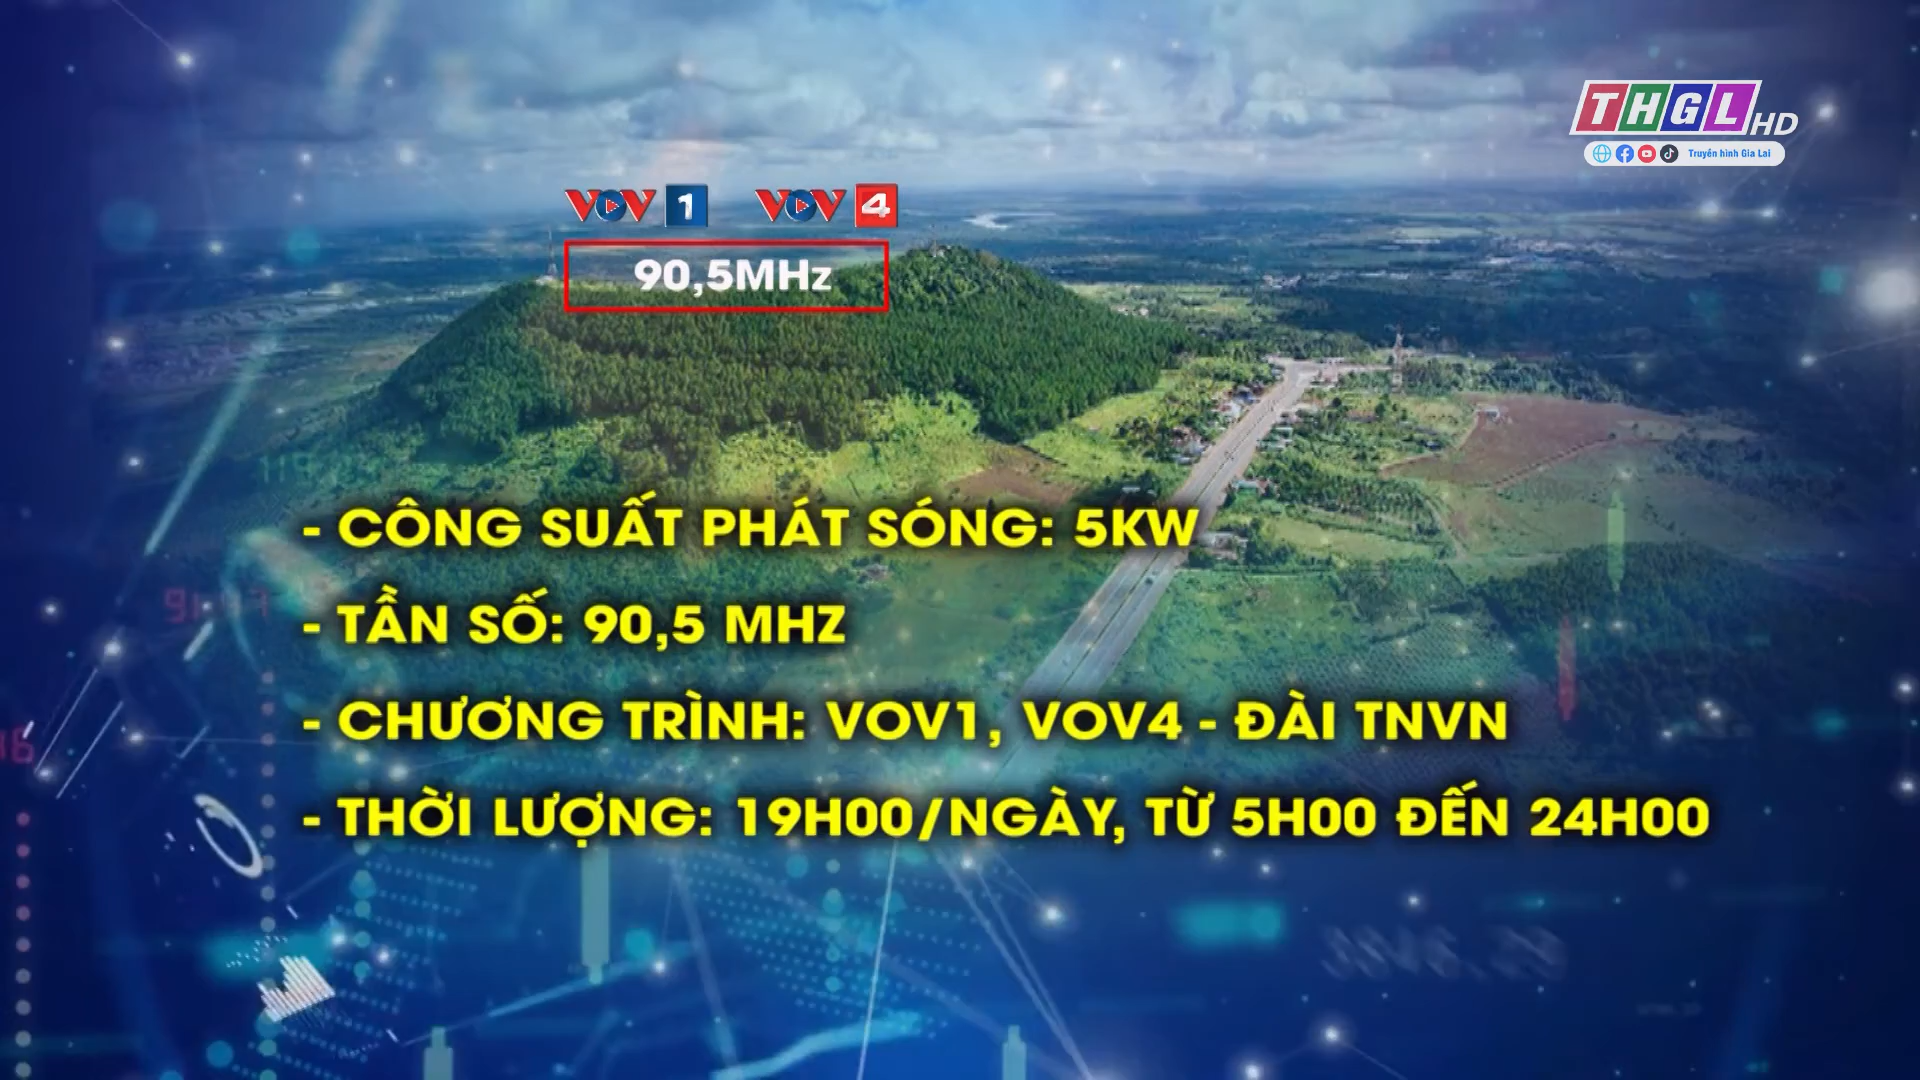 THGL HD
Truyền hình Gia Lai
VOV 1 VOV 4
90,5MHz
- CÔNG SUẤT PHÁT SÓNG: 5KW
- TẦN SỐ: 90,5 MHZ
- CHƯƠNG TRÌNH: VOV1, VOV4 - ĐÀI TNVN
- THỜI LƯỢNG: 19H00/NGÀY, TỪ 5H00 ĐẾN 24H00